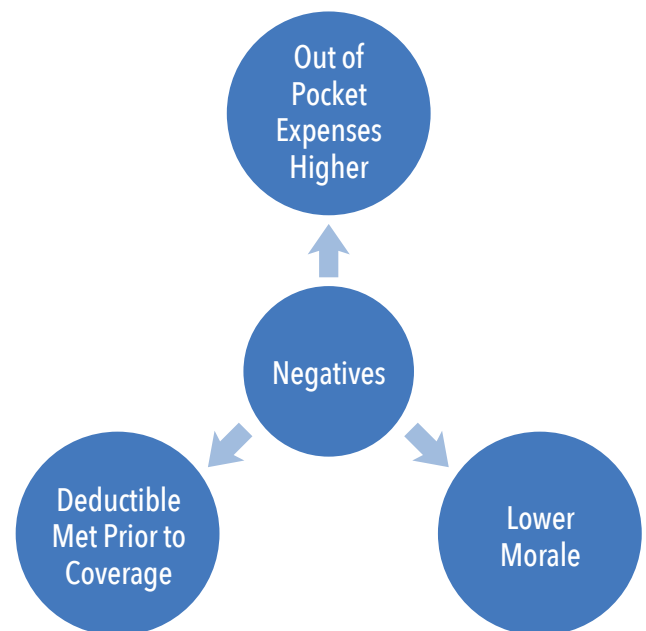 Out of
Pocket
Expenses
Higher
Negatives
Deductible
Met Prior to
Coverage
Lower
Morale